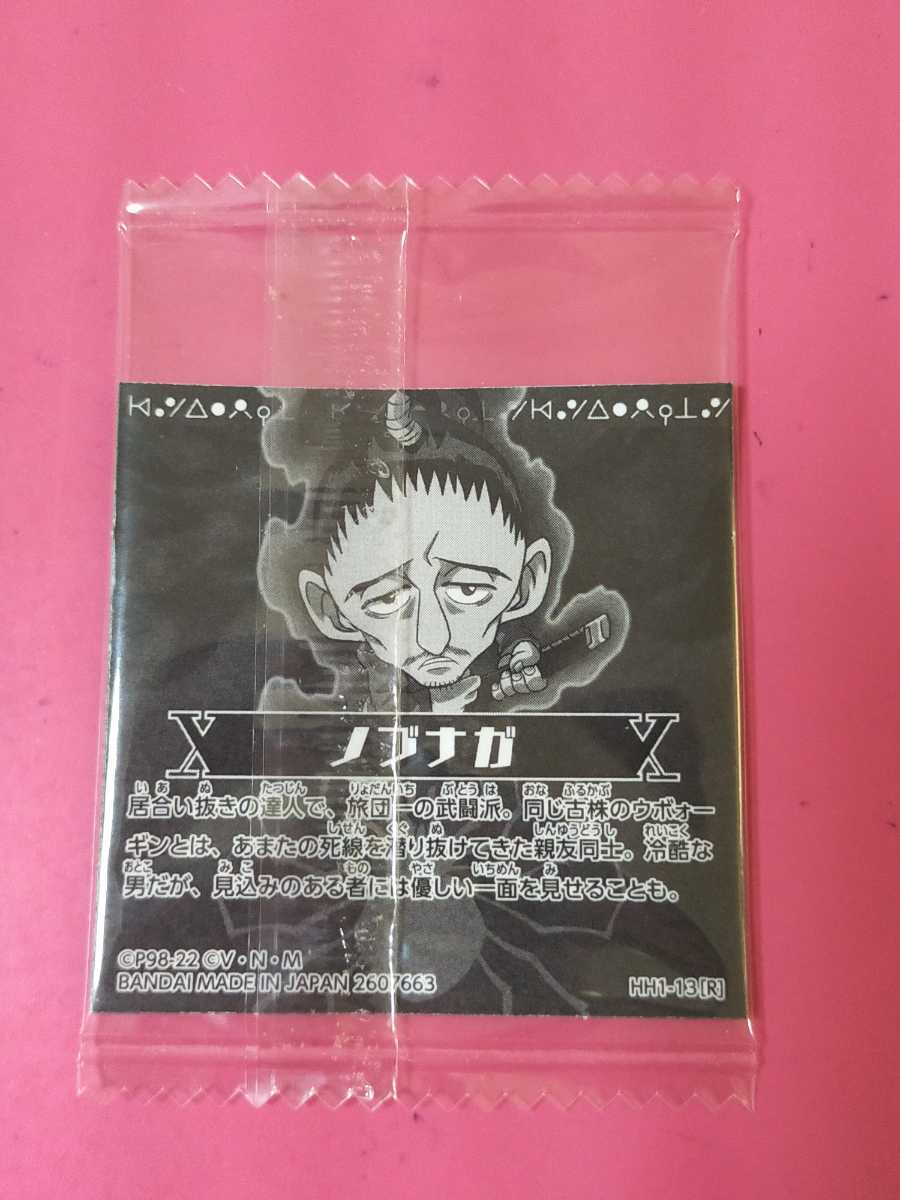 ノブナガ
居合い抜きの達人で、旅団一の武闘派。同じ古株のウボォー
ギンとは、あまたの死線を潜り抜けてきた親友同士。冷酷な
男だが、見込みのある者には優しい一面を見せることも。
©P98-22 ©V・N・M
BANDAI MADE IN JAPAN 2607663
HH1-13[R]